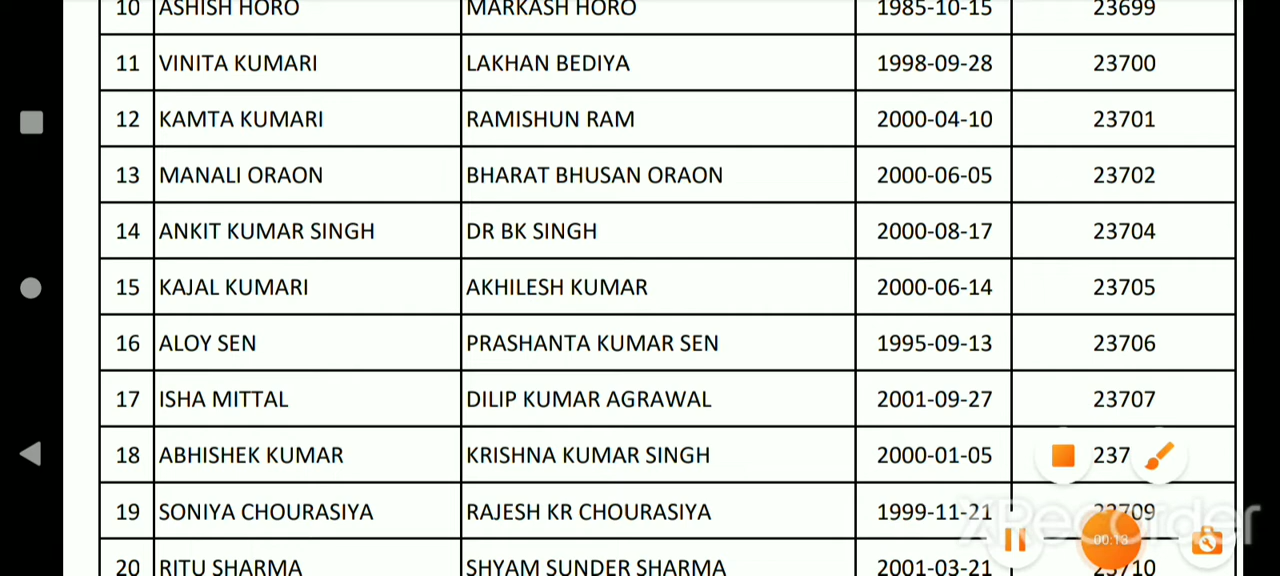 10 ASHISH HORO MARKASH HORO 1985-10-15 23699
11 VINITA KUMARI LAKHAN BEDIYA 1998-09-28 23700
12 KAMTA KUMARI RAMISHUN RAM 2000-04-10 23701
13 MANALI ORAON BHARAT BHUSAN ORAON 2000-06-05 23702
14 ANKIT KUMAR SINGH DR BK SINGH 2000-08-17 23704
15 KAJAL KUMARI AKHILESH KUMAR 2000-06-14 23705
16 ALOY SEN PRASHANTA KUMAR SEN 1995-09-13 23706
17 ISHA MITTAL DILIP KUMAR AGRAWAL 2001-09-27 23707
18 ABHISHEK KUMAR KRISHNA KUMAR SINGH 2000-01-05
19 SONIYA CHOURASIYA RAJESH KR CHOURASIYA 1999-11-21 23709
XRecorder
00:13
20 RITU SHARMA SHYAM SUNDER SHARMA 2001-03-21 23710